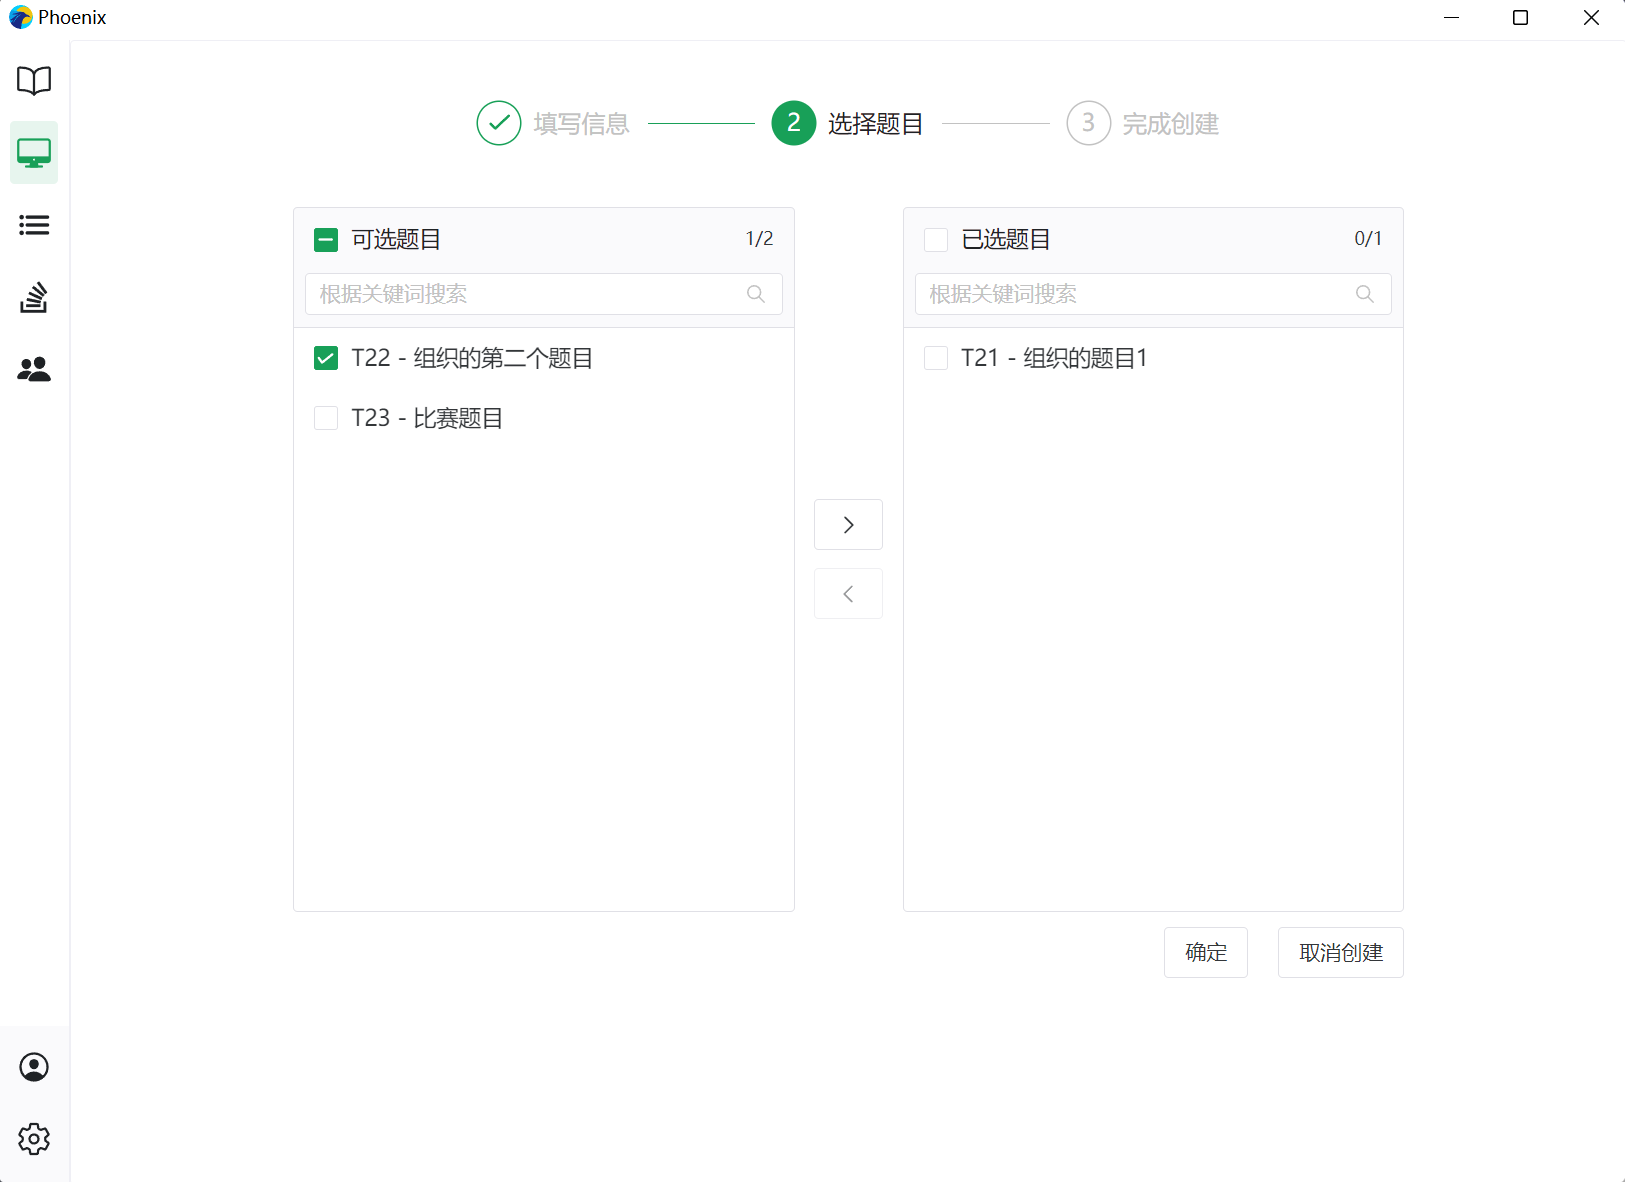 Phoenix
填写信息
2 选择题目
3 完成创建
可选题目 1/2
根据关键词搜索
T22 - 组织的第二个题目
T23 - 比赛题目
已选题目 0/1
根据关键词搜索
T21 - 组织的题目1
确定
取消创建